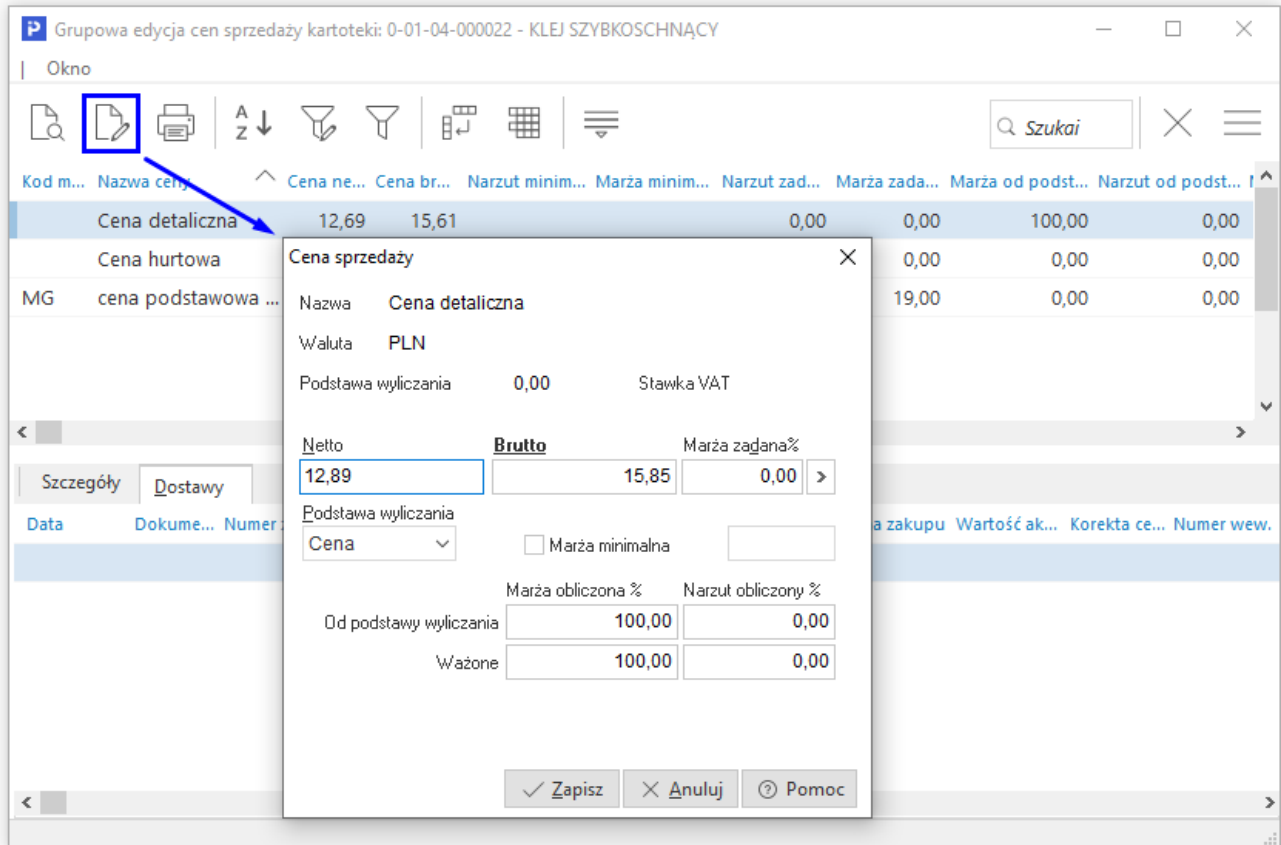 Grupowa edycja cen sprzedaży kartoteki: 0-01-04-000022 - KLEJ SZYBKOSCHNĄCY
| Okno
A Z Szukai
Kod m... Nazwa ceny Cena ne... Cena br... Narzut minim... Marża minim... Narzut zad... Marża zada... Marża od podst... Narzut od podst...
Cena detaliczna 12,69 15,61 0,00 0,00 100,00 0,00
Cena hurtowa 0,00 0,00 0,00
MG cena podstawowa ... 19,00 0,00 0,00
Cena sprzedaży
Nazwa Cena detaliczna
Waluta PLN
Podstawa wyliczania 0,00 Stawka VAT
Netto Brutto Marża zadana%
12,89 15,85 0,00 >
Podstawa wyliczania
Cena Marża minimalna
Marża obliczona % Narzut obliczony %
Od podstawy wyliczania 100,00 0,00
Ważone 100,00 0,00
Zapisz Anuluj Pomoc
Szczegóły Dostawy
Data Dokume... Numer a zakupu Wartość ak... Korekta ce... Numer wew.